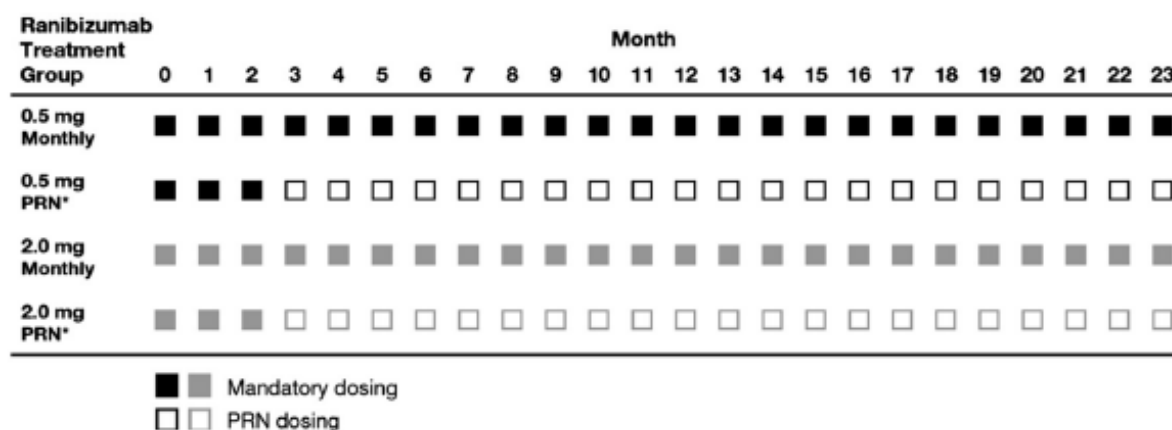 Ranibizumab
Treatment
Group
Month
0 1 2 3 4 5 6 7 8 9 10 11 12 13 14 15 16 17 18 19 20 21 22 23
0.5 mg
Monthly
0.5 mg
PRN*
2.0 mg
Monthly
2.0 mg
PRN*
Mandatory dosing
PRN dosing